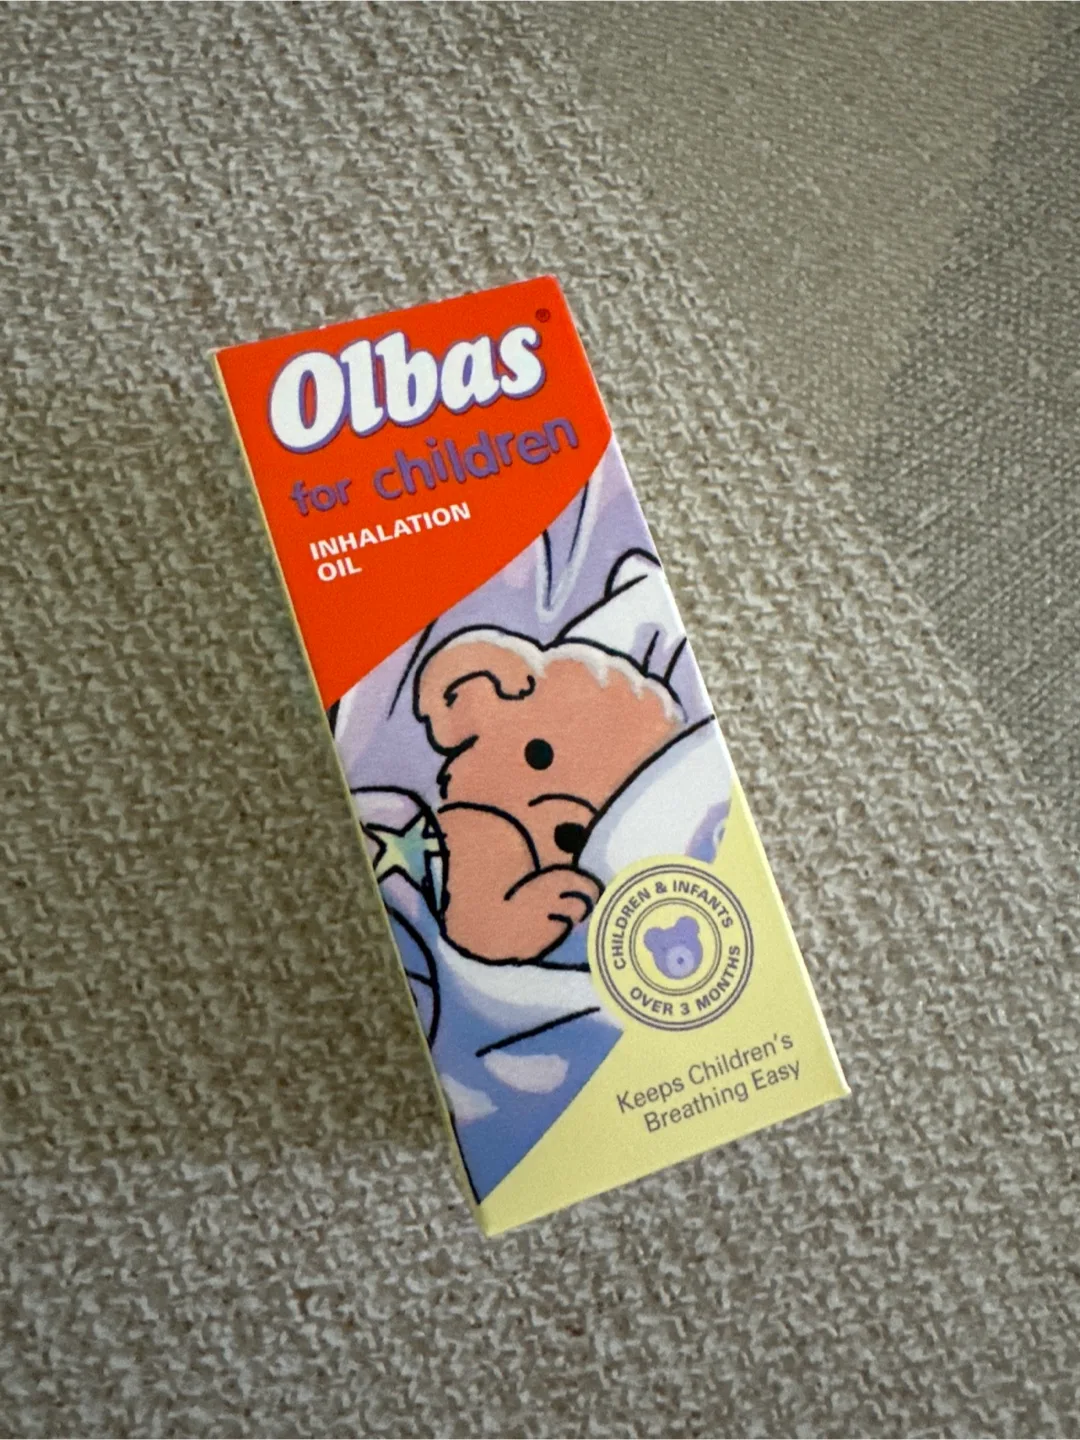 Olbas®
for children
INHALATION
OIL
CHILDREN & INFANTS
OVER 3 MONTHS
Keeps Children's
Breathing Easy